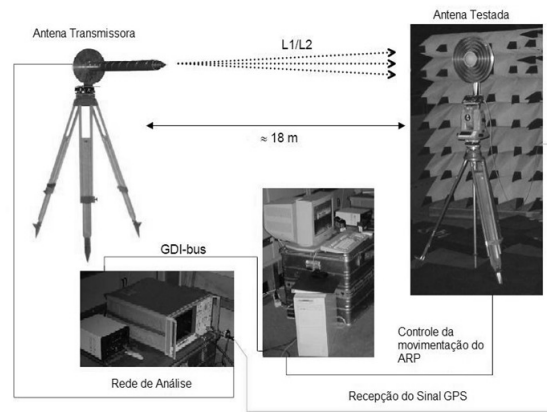 Antena Testada
Antena Transmissora
L1/L2
≈ 18 m
GDI-bus
Controle da
movimentação do
ARP
Rede de Análise
Recepção do Sinal GPS